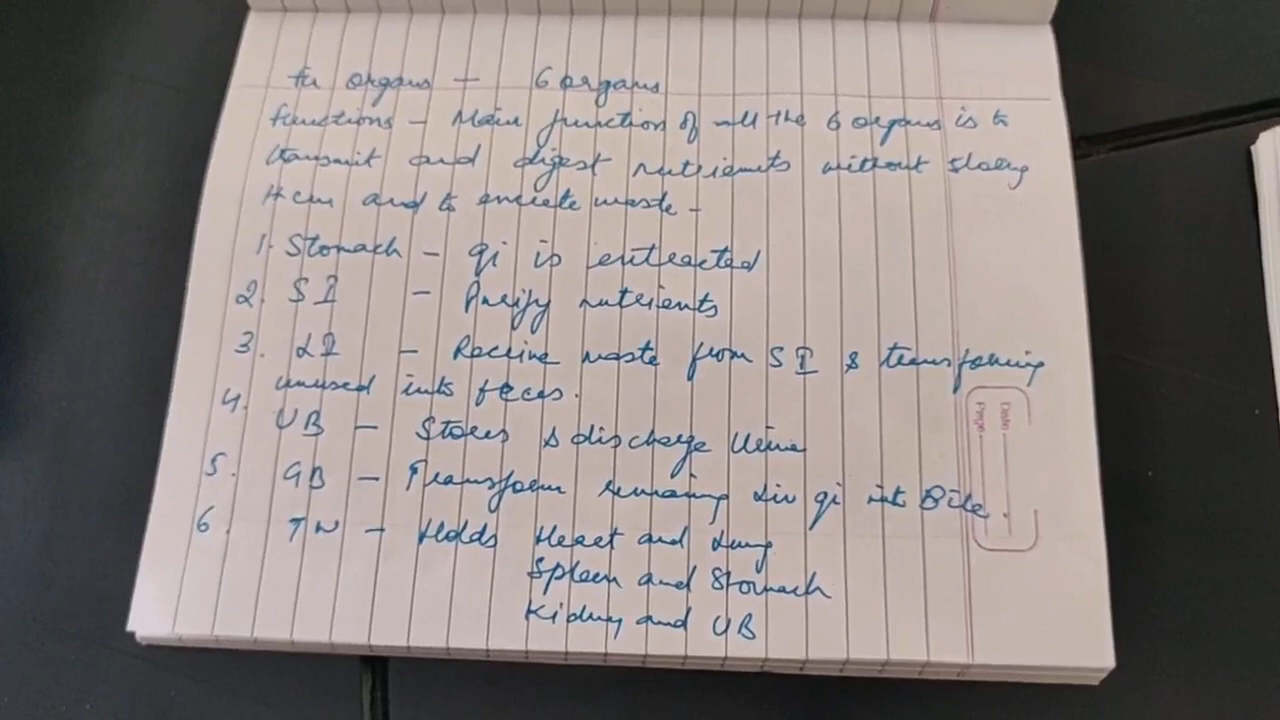 Fu organs - 6 organs
functions - Main function of all the 6 organs is to
transmit and digest nutrients without storing
them and to excrete waste -
1. Stomach - qi is extracted
2. SI - Purify nutrients
3. LI - Receive waste from SI & transforming
unused into feces.
4. UB - Stores & discharge Urine
5. GB - Transform remaining Liv qi into Bile.
6. TW - Holds Heart and Lung
Spleen and Stomach
Kidney and UB
Date
Page